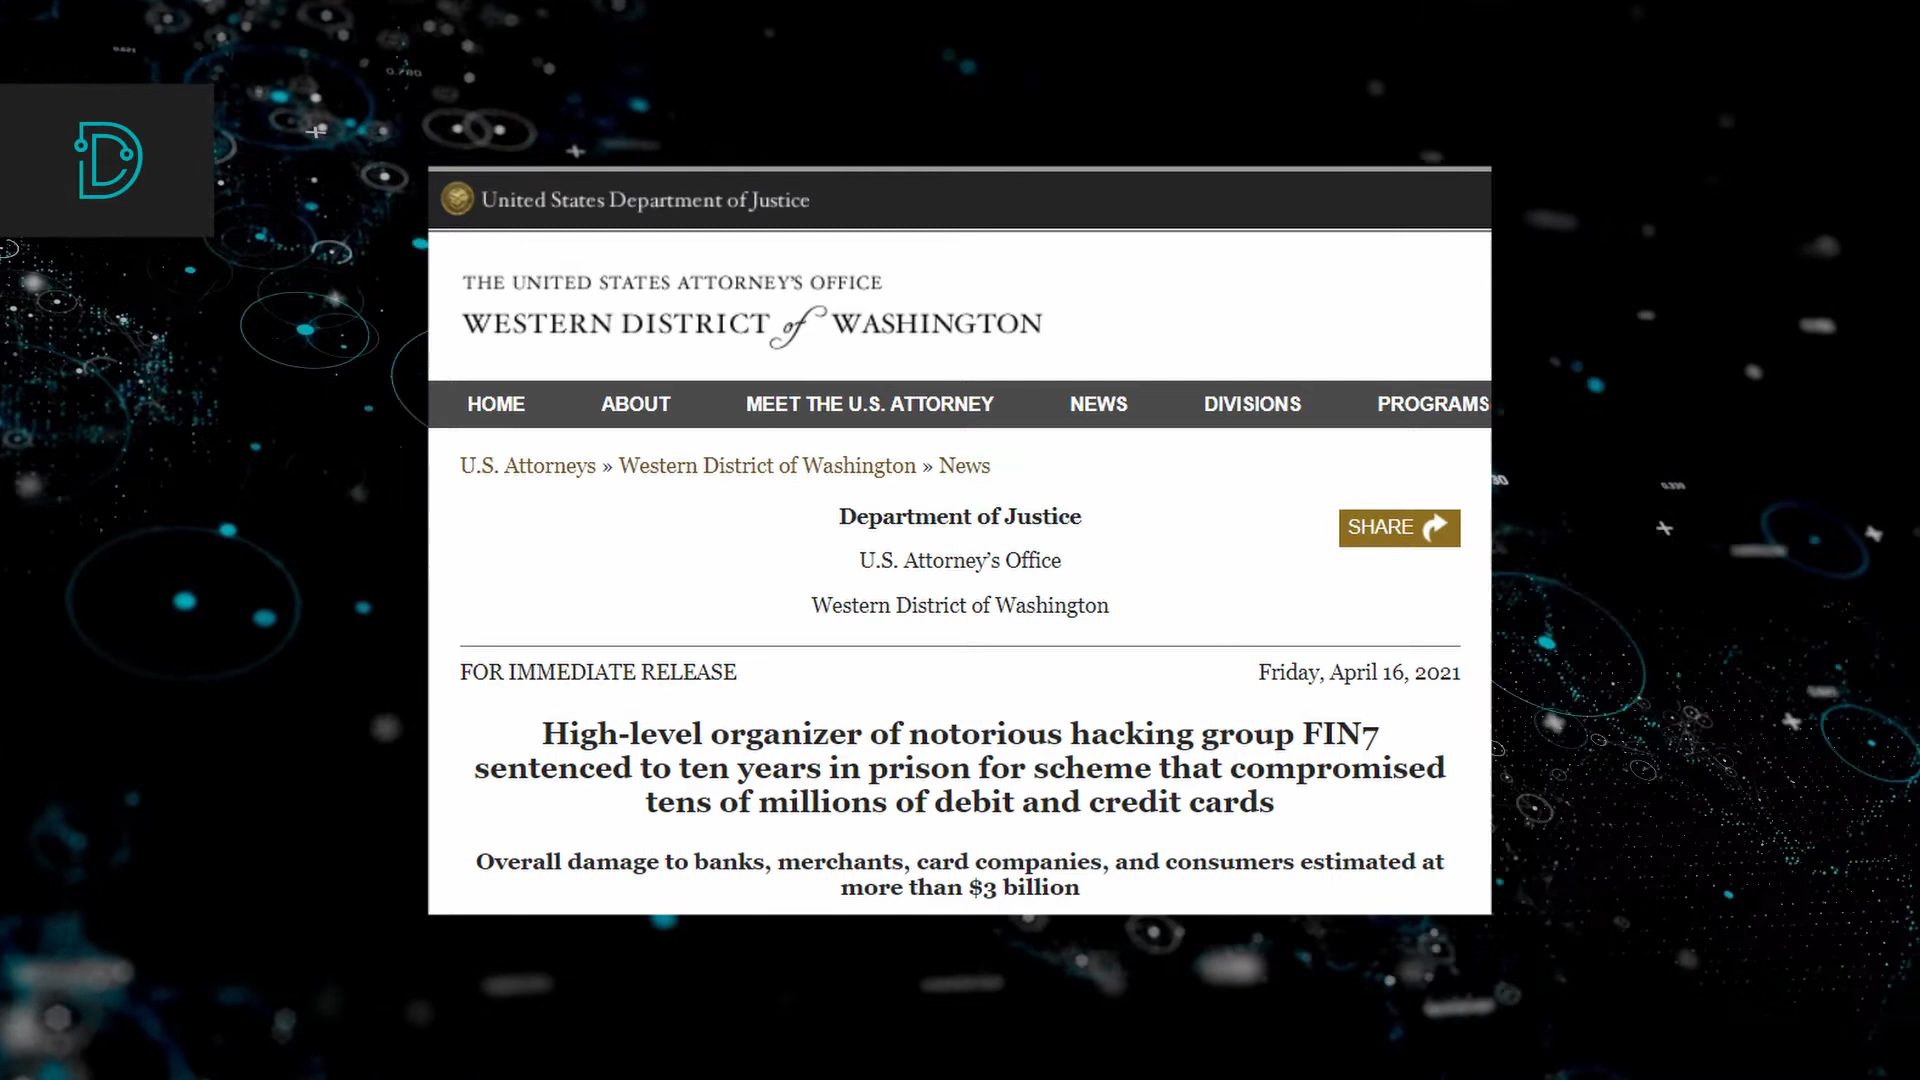 0.621
0.780
United States Department of Justice
THE UNITED STATES ATTORNEY'S OFFICE
WESTERN DISTRICT of WASHINGTON
HOME ABOUT MEET THE U.S. ATTORNEY NEWS DIVISIONS PROGRAMS
U.S. Attorneys » Western District of Washington » News
Department of Justice
SHARE
U.S. Attorney’s Office
Western District of Washington
FOR IMMEDIATE RELEASE
Friday, April 16, 2021
High-level organizer of notorious hacking group FIN7
sentenced to ten years in prison for scheme that compromised
tens of millions of debit and credit cards
Overall damage to banks, merchants, card companies, and consumers estimated at
more than $3 billion